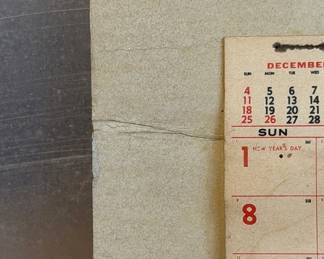 DECEMBER
SUN MON TUE WED
4 5 6 7
11 12 13 14
18 19 20 21
25 26 27 28
SUN
1 NEW YEAR'S DAY
8